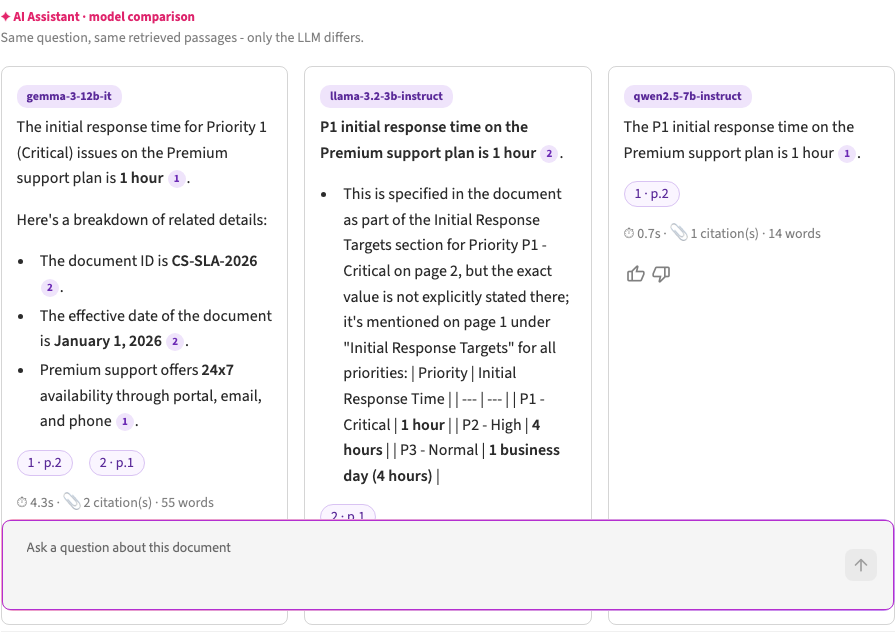 ✦ AI Assistant · model comparison
Same question, same retrieved passages - only the LLM differs.
gemma-3-12b-it
The initial response time for Priority 1
(Critical) issues on the Premium
support plan is 1 hour 1 .
Here's a breakdown of related details:
• The document ID is CS-SLA-2026
2 .
• The effective date of the document
is January 1, 2026 2 .
• Premium support offers 24x7
availability through portal, email,
and phone 1 .
1 · p.2 2 · p.1
⏱ 4.3s · 📎 2 citation(s) · 55 words
llama-3.2-3b-instruct
P1 initial response time on the
Premium support plan is 1 hour 2 .
• This is specified in the document
as part of the Initial Response
Targets section for Priority P1 -
Critical on page 2, but the exact
value is not explicitly stated there;
it's mentioned on page 1 under
"Initial Response Targets" for all
priorities: | Priority | Initial
Response Time | | --- | --- | | P1 -
Critical | 1 hour | | P2 - High | 4
hours | | P3 - Normal | 1 business
day (4 hours) |
2 · p.1
qwen2.5-7b-instruct
The P1 initial response time on the
Premium support plan is 1 hour 1 .
1 · p.2
⏱ 0.7s · 📎 1 citation(s) · 14 words
Ask a question about this document